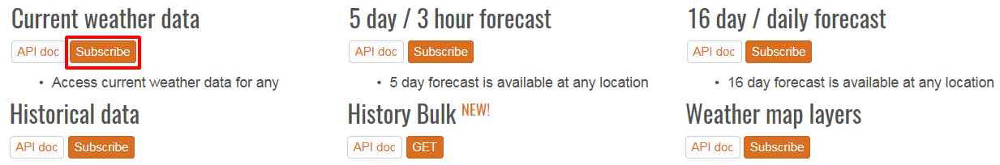 Current weather data
API doc Subscribe
• Access current weather data for any
5 day / 3 hour forecast
API doc Subscribe
• 5 day forecast is available at any location
16 day / daily forecast
API doc Subscribe
• 16 day forecast is available at any location
Historical data
API doc Subscribe
History Bulk NEW!
API doc GET
Weather map layers
API doc Subscribe